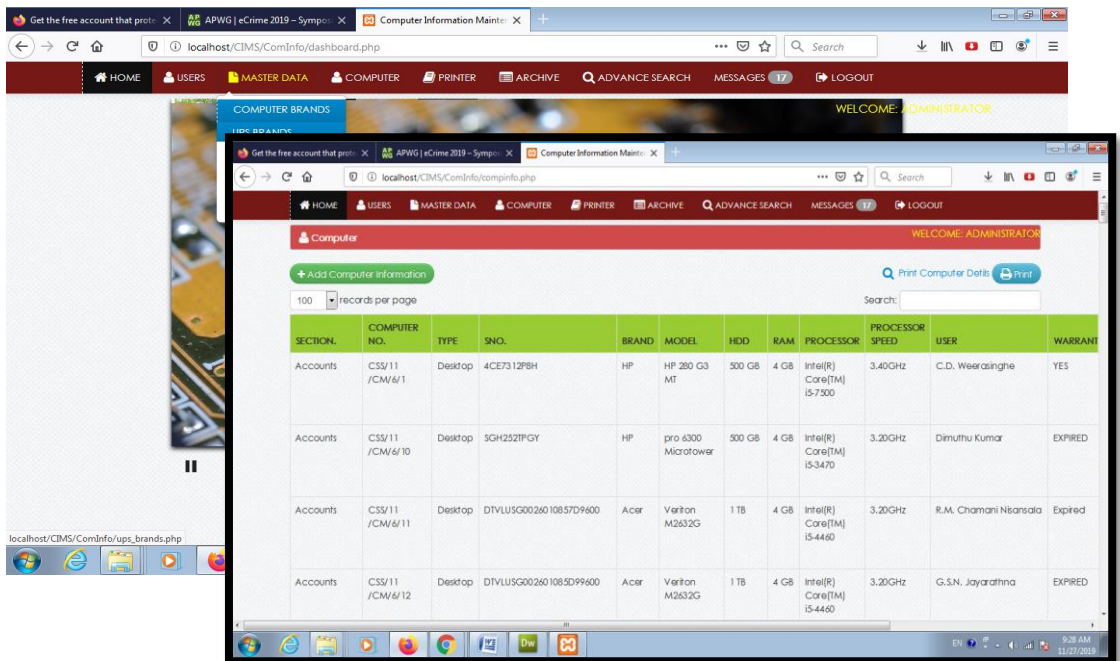 Get the free account that prote
APWG | eCrime 2019 – Sympos
Computer Information Mainten
localhost/CIMS/ComInfo/dashboard.php
Search
HOME USERS MASTER DATA COMPUTER PRINTER ARCHIVE ADVANCE SEARCH MESSAGES 17 LOGOUT
COMPUTER BRANDS
UPS BRANDS
WELCOME: ADMINISTRATOR
localhost/CIMS/ComInfo/ups_brands.php
Get the free account that prote
APWG | eCrime 2019 – Sympos
Computer Information Mainten
localhost/CIMS/ComInfo/compinfo.php
Search
HOME USERS MASTER DATA COMPUTER PRINTER ARCHIVE ADVANCE SEARCH MESSAGES 17 LOGOUT
Computer
WELCOME: ADMINISTRATOR
Add Computer Information
Print Computer Detils Print
100 records per page
Search:
SECTION. COMPUTER NO. TYPE SNO. BRAND MODEL HDD RAM PROCESSOR PROCESSOR SPEED USER WARRANT
Accounts CSS/11 /CM/6/1 Desktop 4CE7312P8H HP HP 280 G3 MT 500 GB 4 GB Intel(R) Core(TM) i5-7500 3.40GHz C.D. Weerasinghe YES
Accounts CSS/11 /CM/6/10 Desktop SGH252TPGY HP pro 6300 Microtower 500 GB 4 GB Intel(R) Core(TM) i5-3470 3.20GHz Dimuthu Kumar EXPIRED
Accounts CSS/11 /CM/6/11 Desktop DTVLUSG0026010857D9600 Acer Veriton M2632G 1 TB 4 GB Intel(R) Core(TM) i5-4460 3.20GHz R.M. Chamani Nisansala Expired
Accounts CSS/11 /CM/6/12 Desktop DTVLUSG002601085D99600 Acer Veriton M2632G 1 TB 4 GB Intel(R) Core(TM) i5-4460 3.20GHz G.S.N. Jayarathna EXPIRED
Dw
EN
9:28 AM
11/27/2019